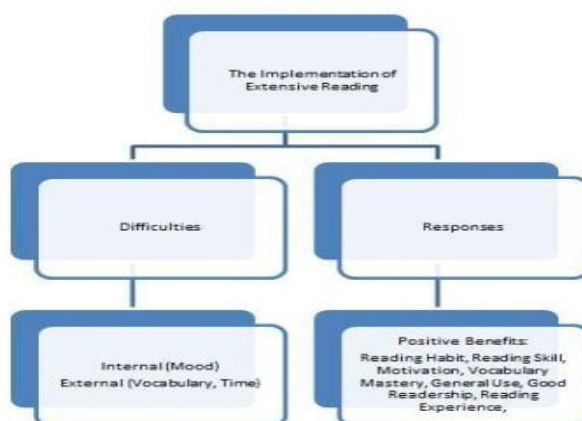 The Implementation of
Extensive Reading
Difficulties
Responses
Internal (Mood)
External (Vocabulary, Time)
Positive Benefits:
Reading Habit, Reading Skill,
Motivation, Vocabulary
Mastery, General Use, Good
Readership, Reading
Experience,